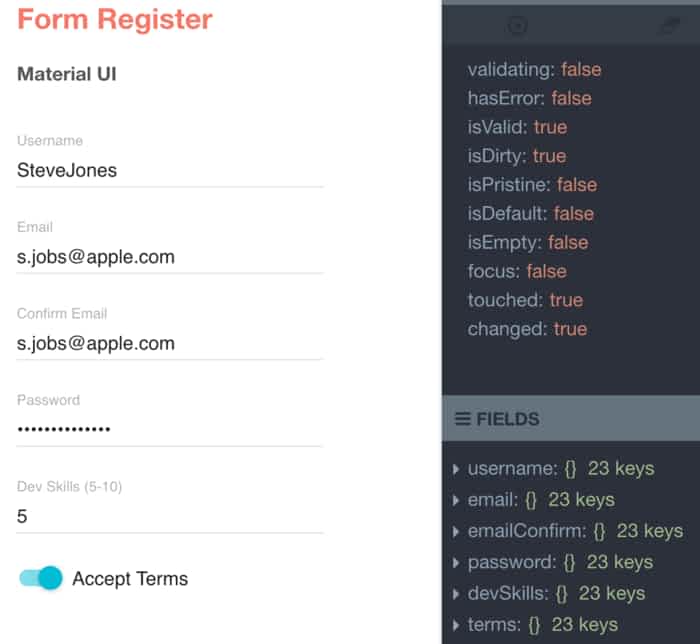 Form Register
Material UI
Username
SteveJones
Email
s.jobs@apple.com
Confirm Email
s.jobs@apple.com
Password
••••••••••••••
Dev Skills (5-10)
5
Accept Terms
validating: false
hasError: false
isValid: true
isDirty: true
isPristine: false
isDefault: false
isEmpty: false
focus: false
touched: true
changed: true
FIELDS
username: {} 23 keys
email: {} 23 keys
emailConfirm: {} 23 keys
password: {} 23 keys
devSkills: {} 23 keys
terms: {} 23 keys